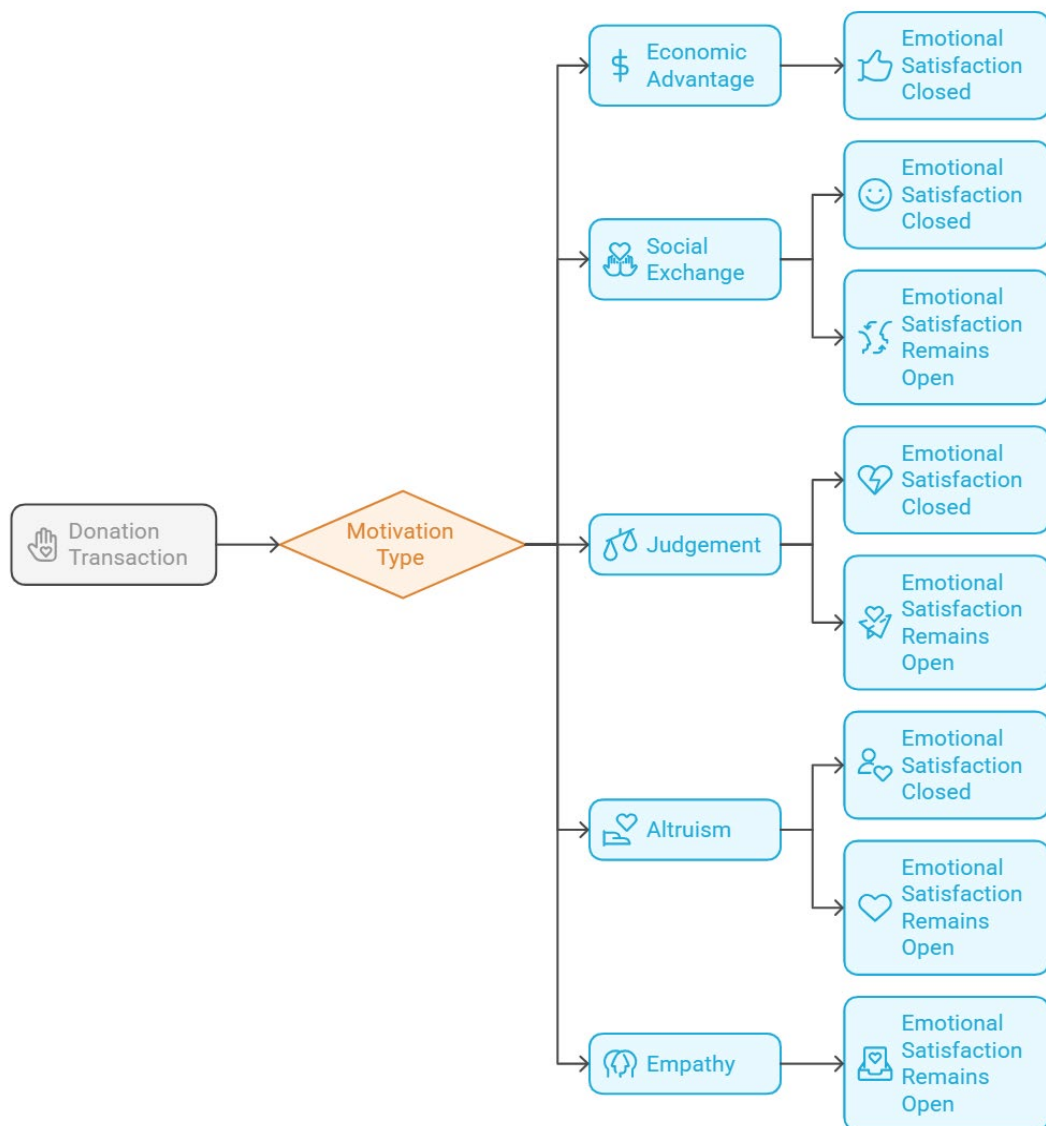 Economic
Advantage
Emotional
Satisfaction
Closed
Emotional
Satisfaction
Closed
Social
Exchange
Emotional
Satisfaction
Remains
Open
Emotional
Satisfaction
Closed
Donation
Transaction
Motivation
Type
Judgement
Emotional
Satisfaction
Remains
Open
Emotional
Satisfaction
Closed
Altruism
Emotional
Satisfaction
Remains
Open
Empathy
Emotional
Satisfaction
Remains
Open